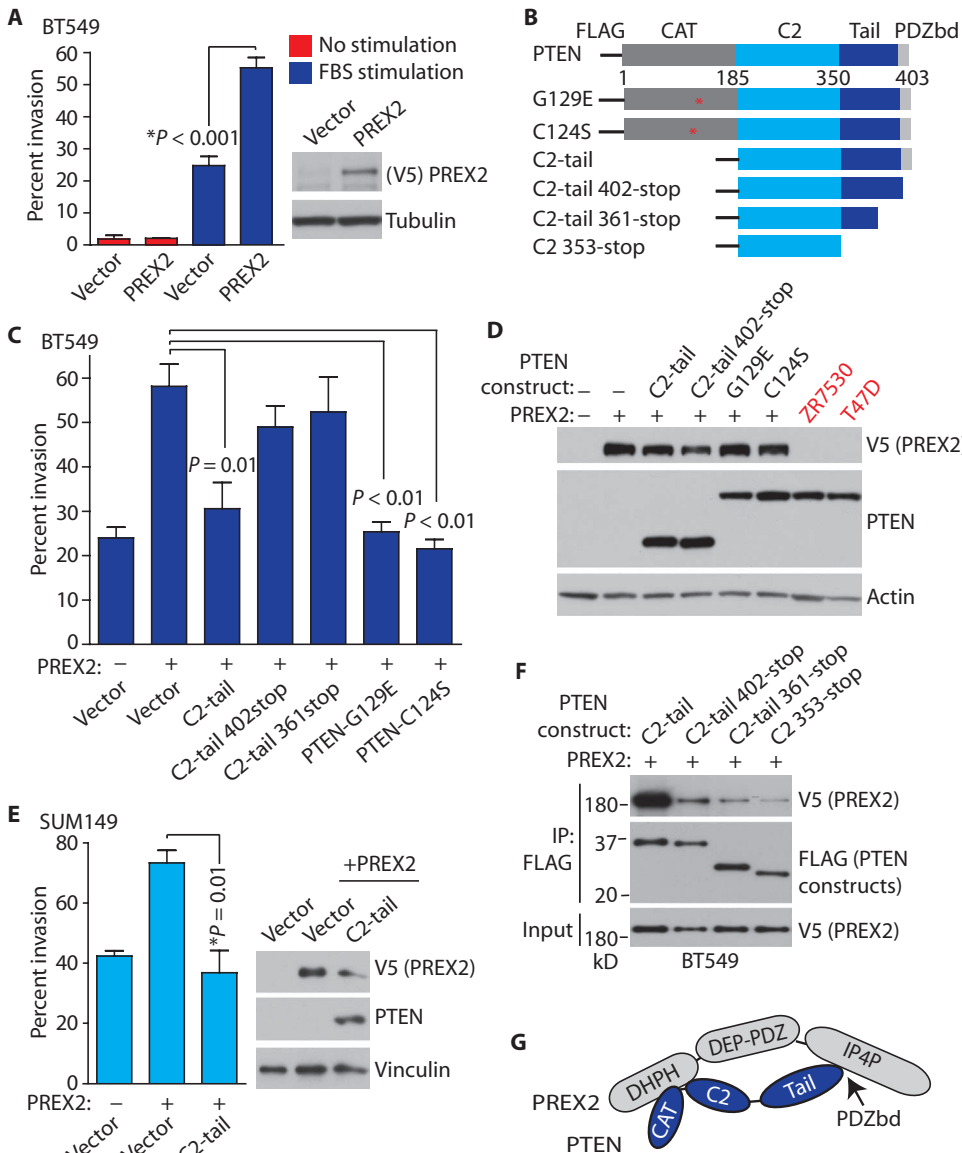 A
BT549
No stimulation
FBS stimulation
Percent invasion
60
50
40
30
20
10
0
*P < 0.001
Vector
PREX2
Vector
PREX2
Vector
PREX2
(V5) PREX2
Tubulin
B
FLAG CAT C2 Tail PDZbd
PTEN
1 185 350 403
G129E *
C124S *
C2-tail
C2-tail 402-stop
C2-tail 361-stop
C2 353-stop
C
BT549
Percent invasion
60
50
40
30
20
10
0
P = 0.01
P < 0.01
P < 0.01
PREX2: – + + + + + +
Vector
Vector
C2-tail
C2-tail 402stop
C2-tail 361stop
PTEN-G129E
PTEN-C124S
D
PTEN construct: – – C2-tail C2-tail 402-stop G129E C124S ZR7530 T47D
PREX2: – + + + + +
V5 (PREX2)
PTEN
Actin
E
SUM149
Percent invasion
80
60
40
20
0
*P = 0.01
PREX2: – + +
Vector
Vector
C2-tail
+PREX2
Vector
Vector
C2-tail
V5 (PREX2)
PTEN
Vinculin
F
PTEN construct: C2-tail C2-tail 402-stop C2-tail 361-stop C2 353-stop
PREX2: + + + +
IP: FLAG
180
V5 (PREX2)
37
20
FLAG (PTEN constructs)
Input
180
V5 (PREX2)
kD
BT549
G
DHPH
DEP-PDZ
IP4P
PREX2
CAT
C2
Tail
PDZbd
PTEN